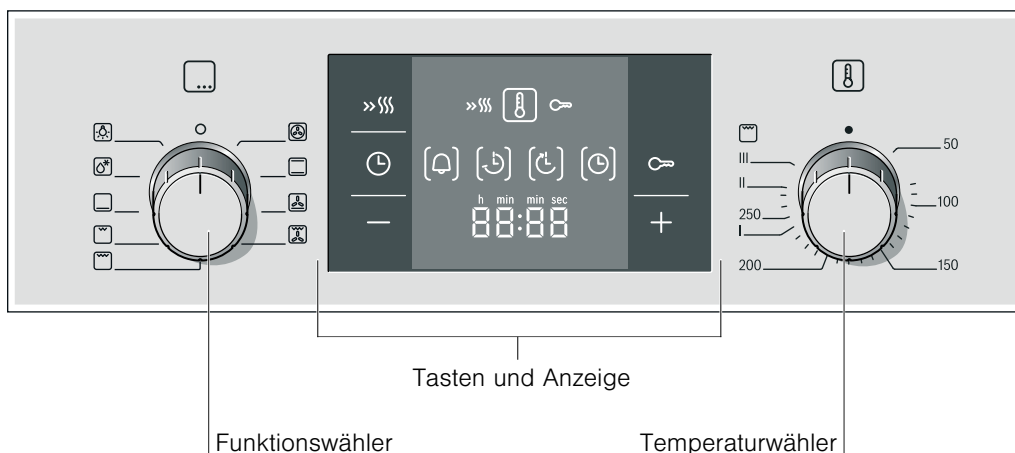 h min min sec
88:88
50
III
II
100
250
I
200
150
Tasten und Anzeige
Funktionswähler
Temperaturwähler